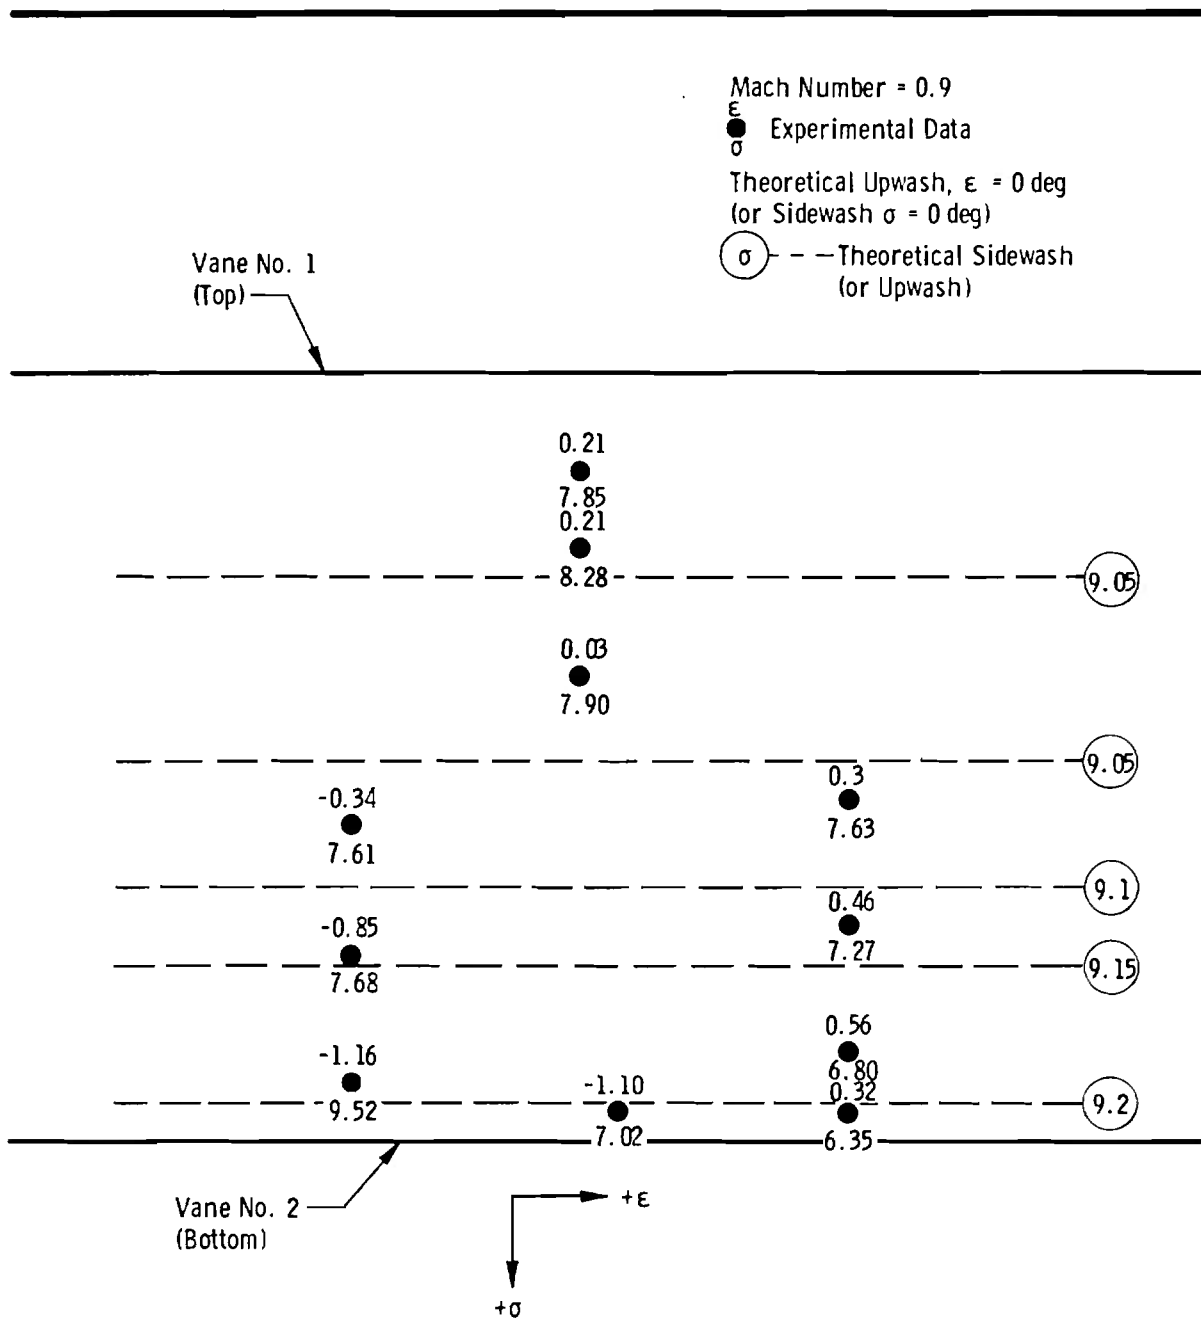 Mach Number = 0.9
ε
σ
Experimental Data
Theoretical Upwash, ε = 0 deg
(or Sidewash σ = 0 deg)
σ
Theoretical Sidewash
(or Upwash)
Vane No. 1
(Top)
0.21
7.85
0.21
8.28
9.05
0.03
7.90
9.05
-0.34
7.61
0.3
7.63
9.1
-0.85
7.68
0.46
7.27
9.15
-1.16
9.52
-1.10
7.02
0.56
6.80
0.32
6.35
9.2
Vane No. 2
(Bottom)
+ε
+σ